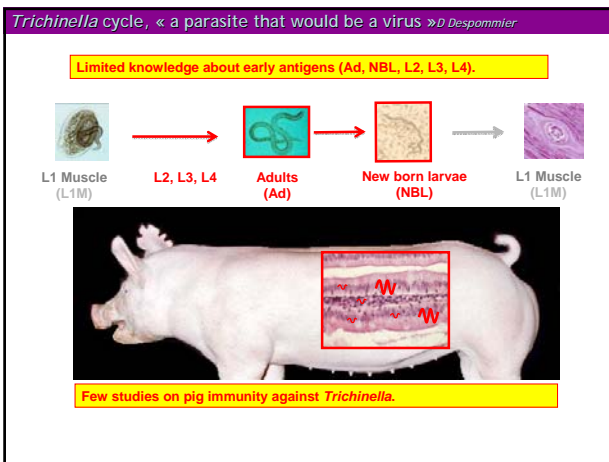 Trichinella cycle, « a parasite that would be a virus »D Despommier
Limited knowledge about early antigens (Ad, NBL, L2, L3, L4).
L1 Muscle
(L1M)
L2, L3, L4
Adults
(Ad)
New born larvae
(NBL)
L1 Muscle
(L1M)
Few studies on pig immunity against Trichinella.